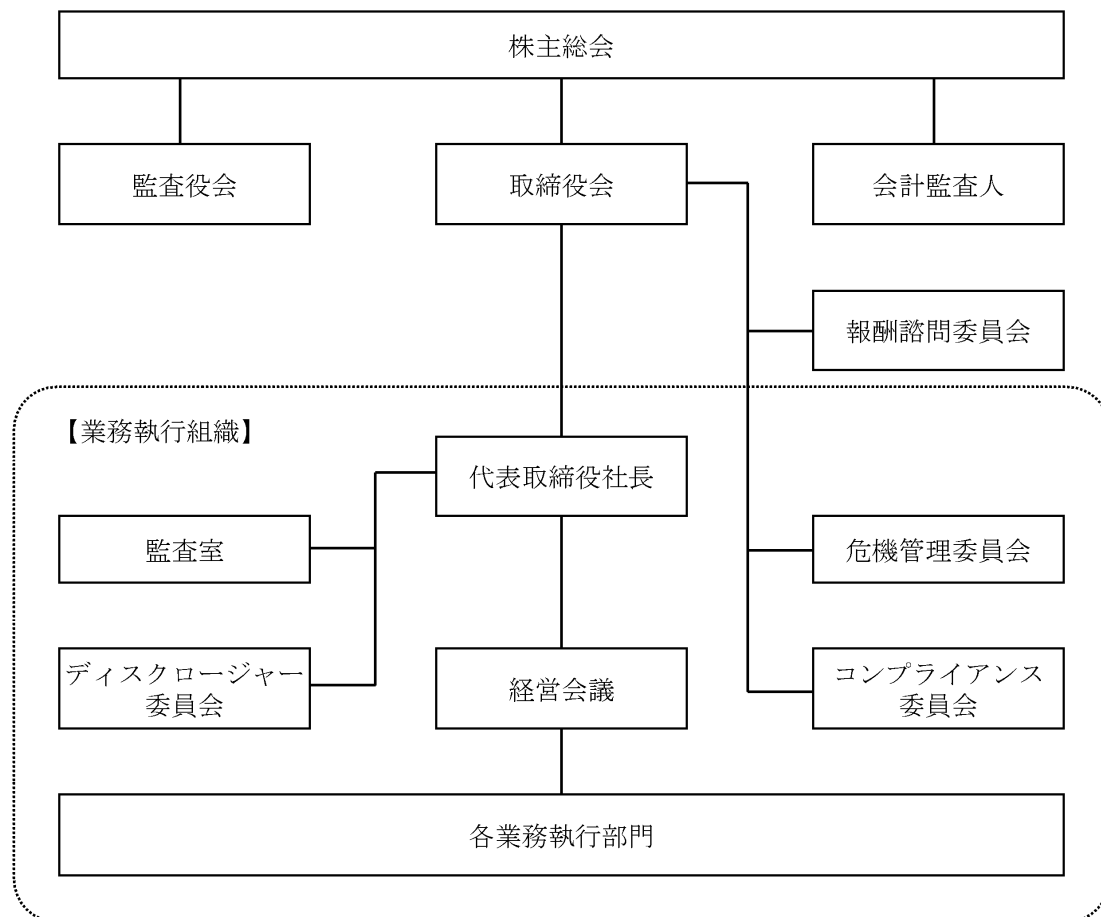 株主総会
監査役会
取締役会
会計監査人
報酬諮問委員会
【業務執行組織】
代表取締役社長
監査室
危機管理委員会
ディスクロージャー
委員会
経営会議
コンプライアンス
委員会
各業務執行部門